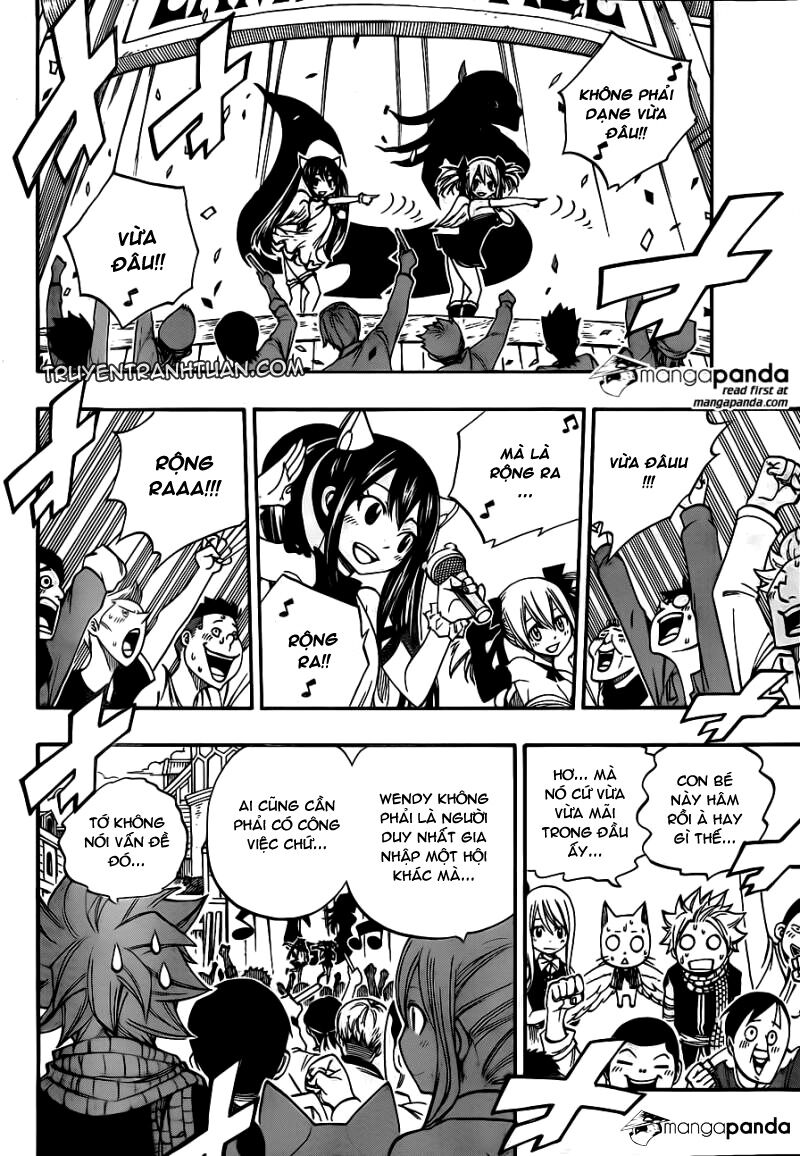 KHÔNG PHẢI
DẠNG VỪA
ĐÂU!!
VỪA
ĐÂU!!
TRUYENTRANHTUAN.COM
mangapanda
read first at
mangapanda.com
RỘNG
RAAA!!!
MÀ LÀ
RỘNG RA
...
VỪA ĐÂUU
!!!
RỘNG
RA!!
TỚ KHÔNG
NÓI VẤN ĐỀ
ĐÓ...
AI CŨNG CẦN
PHẢI CÓ CÔNG
VIỆC CHỨ...
WENDY KHÔNG
PHẢI LÀ NGƯỜI
DUY NHẤT GIA
NHẬP MỘT HỘI
KHÁC MÀ...
HƠ... MÀ
NÓ CỨ VỪA
VỪA MÃI
TRONG ĐẦU
ẤY...
CON BÉ
NÀY HÂM
RỒI À HAY
GÌ THẾ...
mangapanda